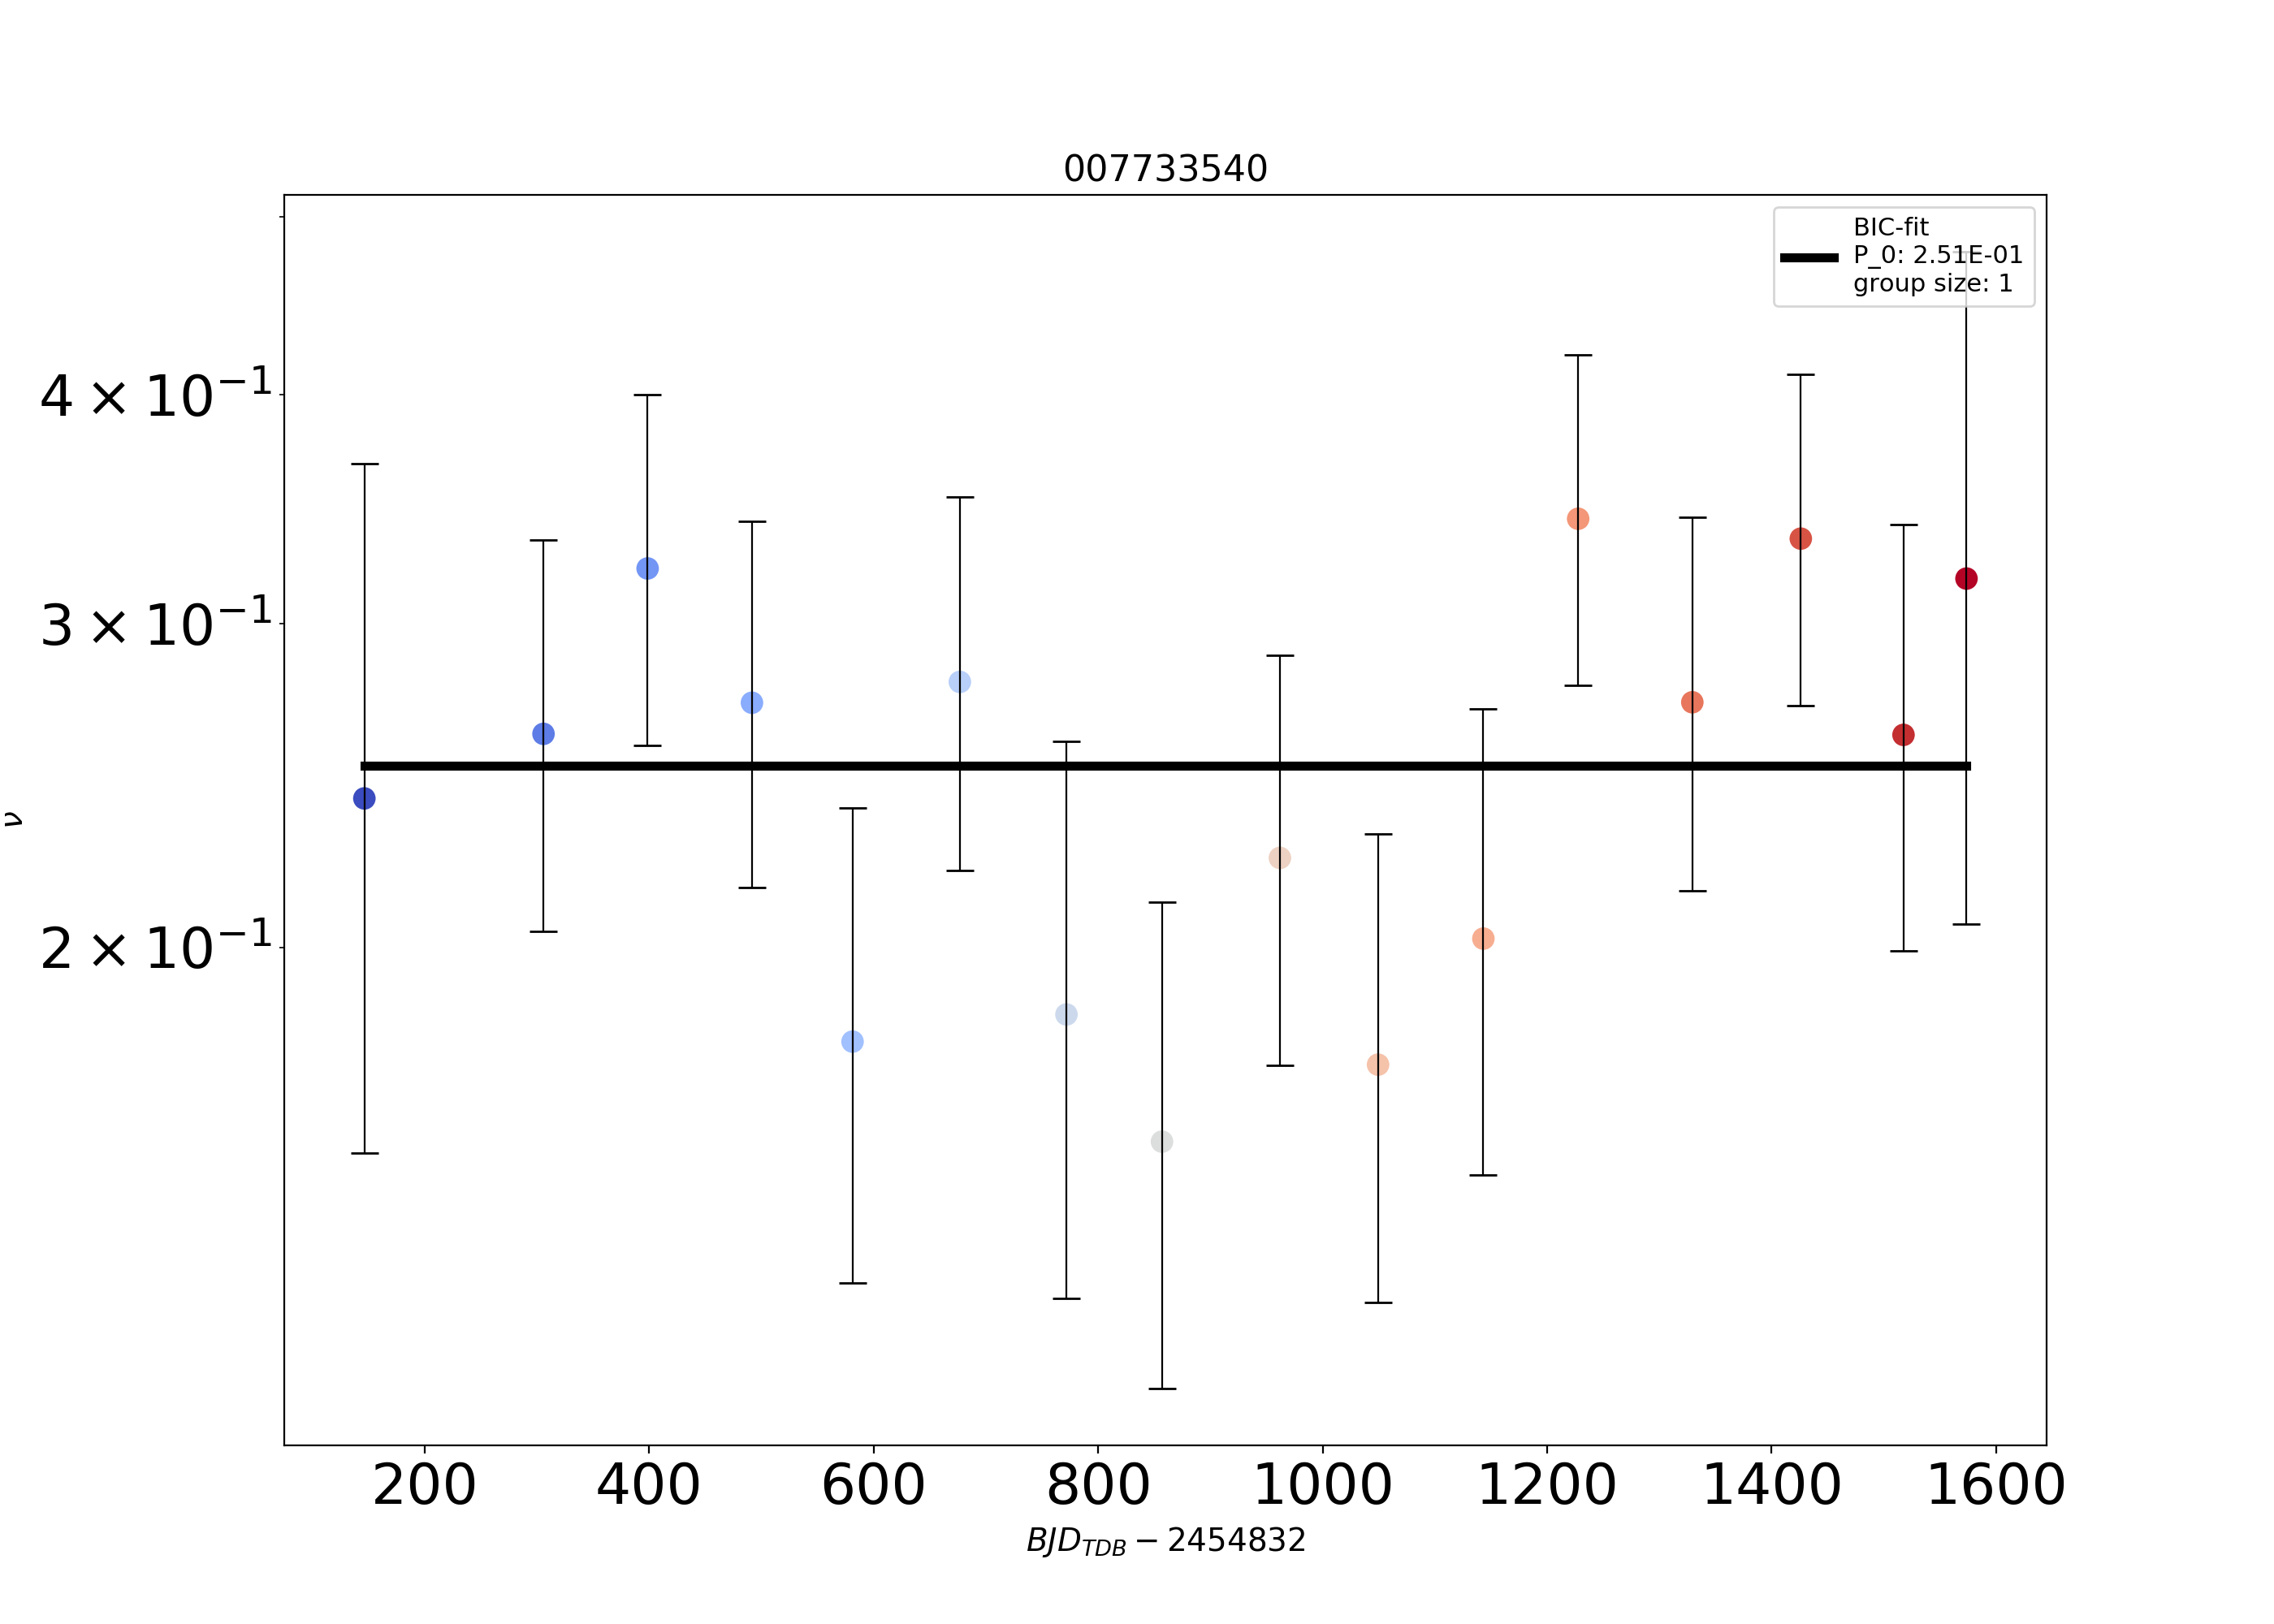 007733540
BIC-fit
P_0: 2.51E-01
group size: 1
4 × 10⁻¹
3 × 10⁻¹
2 × 10⁻¹
ν
200 400 600 800 1000 1200 1400 1600
BJD_TDB − 2454832